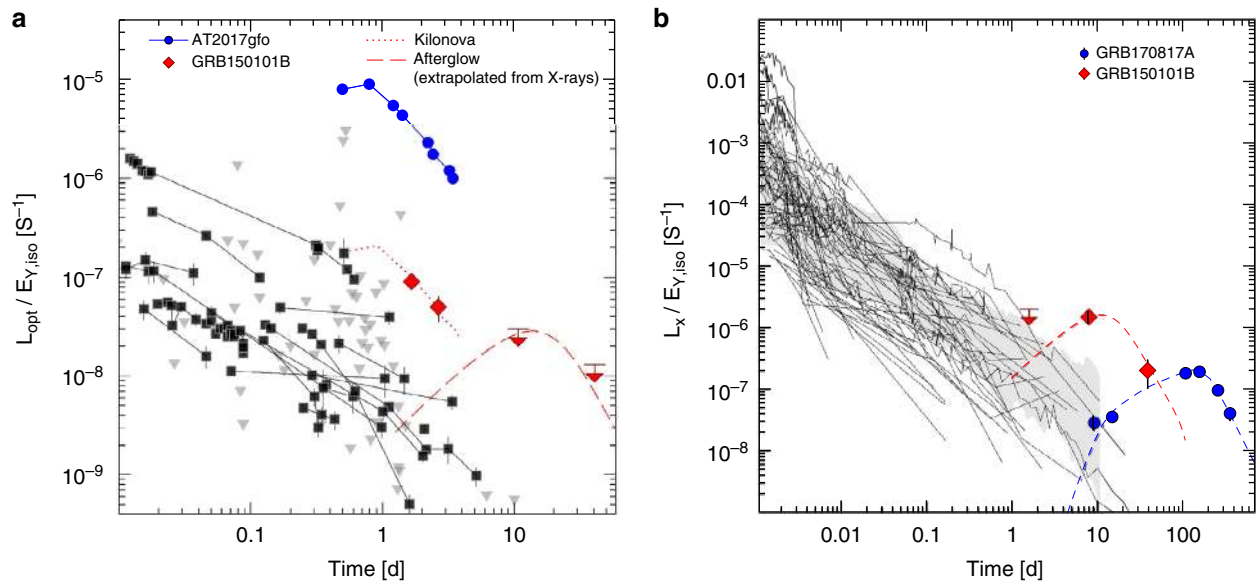 a
AT2017gfo
GRB150101B
Kilonova
Afterglow
(extrapolated from X-rays)
L_opt / E_Υ,iso [S⁻¹]
10⁻⁵
10⁻⁶
10⁻⁷
10⁻⁸
10⁻⁹
0.1
1
10
Time [d]
b
GRB170817A
GRB150101B
L_x / E_Υ,iso [S⁻¹]
0.01
10⁻³
10⁻⁴
10⁻⁵
10⁻⁶
10⁻⁷
10⁻⁸
0.01
0.1
1
10
100
Time [d]